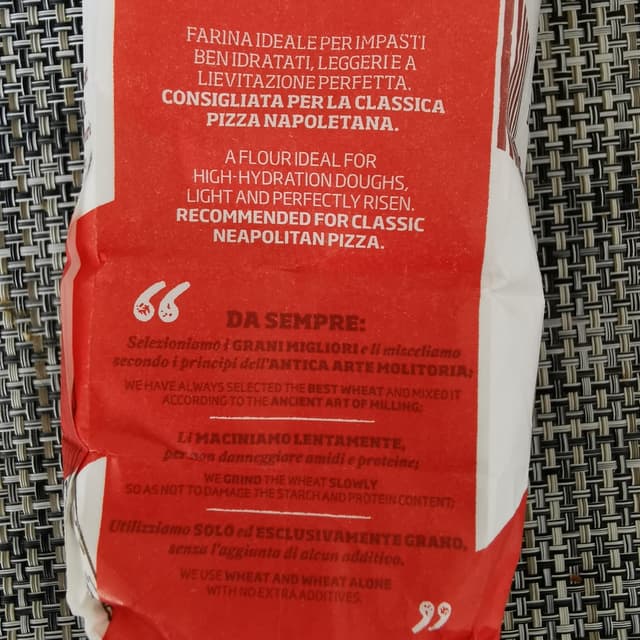 FARINA IDEALE PER IMPASTI
BEN IDRATATI, LEGGERI E A
LIEVITAZIONE PERFETTA.
CONSIGLIATA PER LA CLASSICA
PIZZA NAPOLETANA.
A FLOUR IDEAL FOR
HIGH-HYDRATION DOUGHS,
LIGHT AND PERFECTLY RISEN.
RECOMMENDED FOR CLASSIC
NEAPOLITAN PIZZA.
“
DA SEMPRE:
Selezioniamo i GRANI MIGLIORI e li misceliamo
secondo i principi dell'ANTICA ARTE MOLITORIA;
WE HAVE ALWAYS SELECTED THE BEST WHEAT AND MIXED IT
ACCORDING TO THE ANCIENT ART OF MILLING;
Li MACINIAMO LENTAMENTE,
per non danneggiare amidi e proteine;
WE GRIND THE WHEAT SLOWLY
SO AS NOT TO DAMAGE THE STARCH AND PROTEIN CONTENT;
Utilizziamo SOLO ed ESCLUSIVAMENTE GRANO,
senza l'aggiunta di alcun additivo.
WE USE WHEAT AND WHEAT ALONE
WITH NO EXTRA ADDITIVES.
”